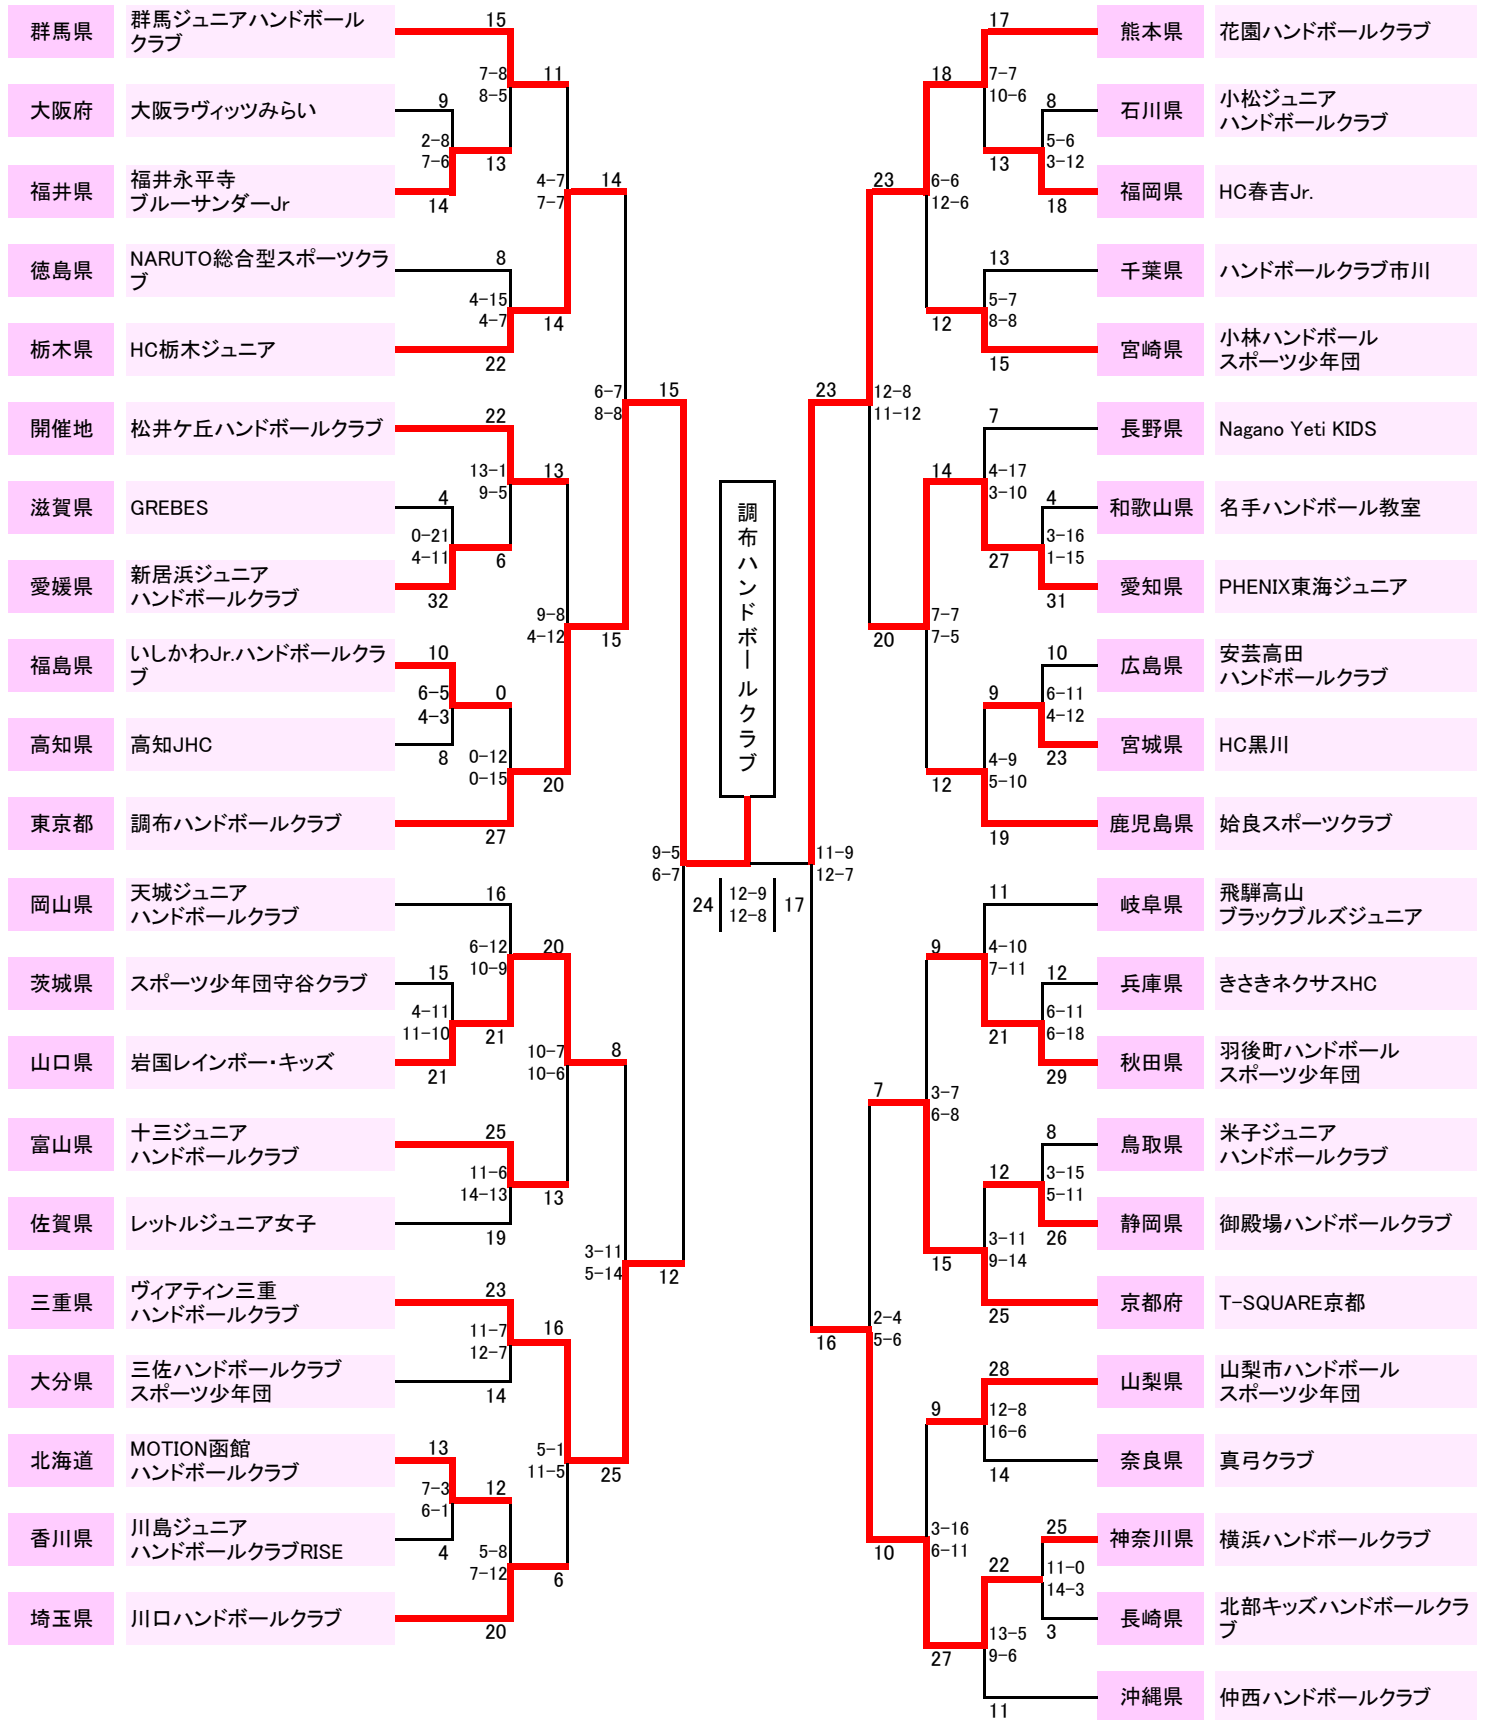 群馬県
群馬ジュニアハンドボール
クラブ
15
7-8
8-5
11
大阪府
大阪ラヴィッツみらい
9
2-8
7-6
13
福井県
福井永平寺
ブルーサンダーJr
14
4-7
7-7
14
徳島県
NARUTO総合型スポーツクラ
ブ
8
4-15
4-7
14
栃木県
HC栃木ジュニア
22
6-7
8-8
15
開催地
松井ケ丘ハンドボールクラブ
22
13-1
9-5
13
滋賀県
GREBES
4
0-21
4-11
6
愛媛県
新居浜ジュニア
ハンドボールクラブ
32
9-8
4-12
15
福島県
いしかわJr.ハンドボールクラ
ブ
10
6-5
4-3
0
高知県
高知JHC
8
0-12
0-15
20
東京都
調布ハンドボールクラブ
27
9-5
6-7
岡山県
天城ジュニア
ハンドボールクラブ
16
6-12
10-9
20
茨城県
スポーツ少年団守谷クラブ
15
4-11
11-10
21
山口県
岩国レインボー・キッズ
21
10-7
10-6
8
富山県
十三ジュニア
ハンドボールクラブ
25
11-6
14-13
13
佐賀県
レットルジュニア女子
19
3-11
5-14
12
三重県
ヴィアティン三重
ハンドボールクラブ
23
11-7
12-7
16
大分県
三佐ハンドボールクラブ
スポーツ少年団
14
北海道
MOTION函館
ハンドボールクラブ
13
7-3
6-1
12
5-1
11-5
25
香川県
川島ジュニア
ハンドボールクラブRISE
4
5-8
7-12
6
埼玉県
川口ハンドボールクラブ
20
調布ハンドボールクラブ
24
12-9
12-8
17
17
熊本県
花園ハンドボールクラブ
18
7-7
10-6
8
石川県
小松ジュニア
ハンドボールクラブ
5-6
3-12
13
18
福岡県
HC春吉Jr.
23
6-6
12-6
13
千葉県
ハンドボールクラブ市川
5-7
8-8
12
15
宮崎県
小林ハンドボール
スポーツ少年団
23
12-8
11-12
7
長野県
Nagano Yeti KIDS
14
4-17
3-10
4
和歌山県
名手ハンドボール教室
3-16
1-15
27
31
愛知県
PHENIX東海ジュニア
20
7-7
7-5
10
広島県
安芸高田
ハンドボールクラブ
9
6-11
4-12
23
宮城県
HC黒川
4-9
5-10
12
19
鹿児島県
姶良スポーツクラブ
11-9
12-7
11
岐阜県
飛騨高山
ブラックブルズジュニア
9
4-10
7-11
12
兵庫県
きさきネクサスHC
6-11
6-18
21
29
秋田県
羽後町ハンドボール
スポーツ少年団
7
3-7
6-8
8
鳥取県
米子ジュニア
ハンドボールクラブ
12
3-15
5-11
26
静岡県
御殿場ハンドボールクラブ
3-11
9-14
15
25
京都府
T-SQUARE京都
16
2-4
5-6
28
山梨県
山梨市ハンドボール
スポーツ少年団
9
12-8
16-6
14
奈良県
真弓クラブ
10
3-16
6-11
25
神奈川県
横浜ハンドボールクラブ
22
11-0
14-3
3
長崎県
北部キッズハンドボールクラ
ブ
13-5
9-6
27
11
沖縄県
仲西ハンドボールクラブ